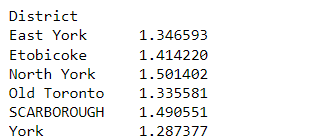 District
East York      1.346593
Etobicoke      1.414220
North York     1.501402
Old Toronto    1.335581
SCARBOROUGH    1.490551
York           1.287377